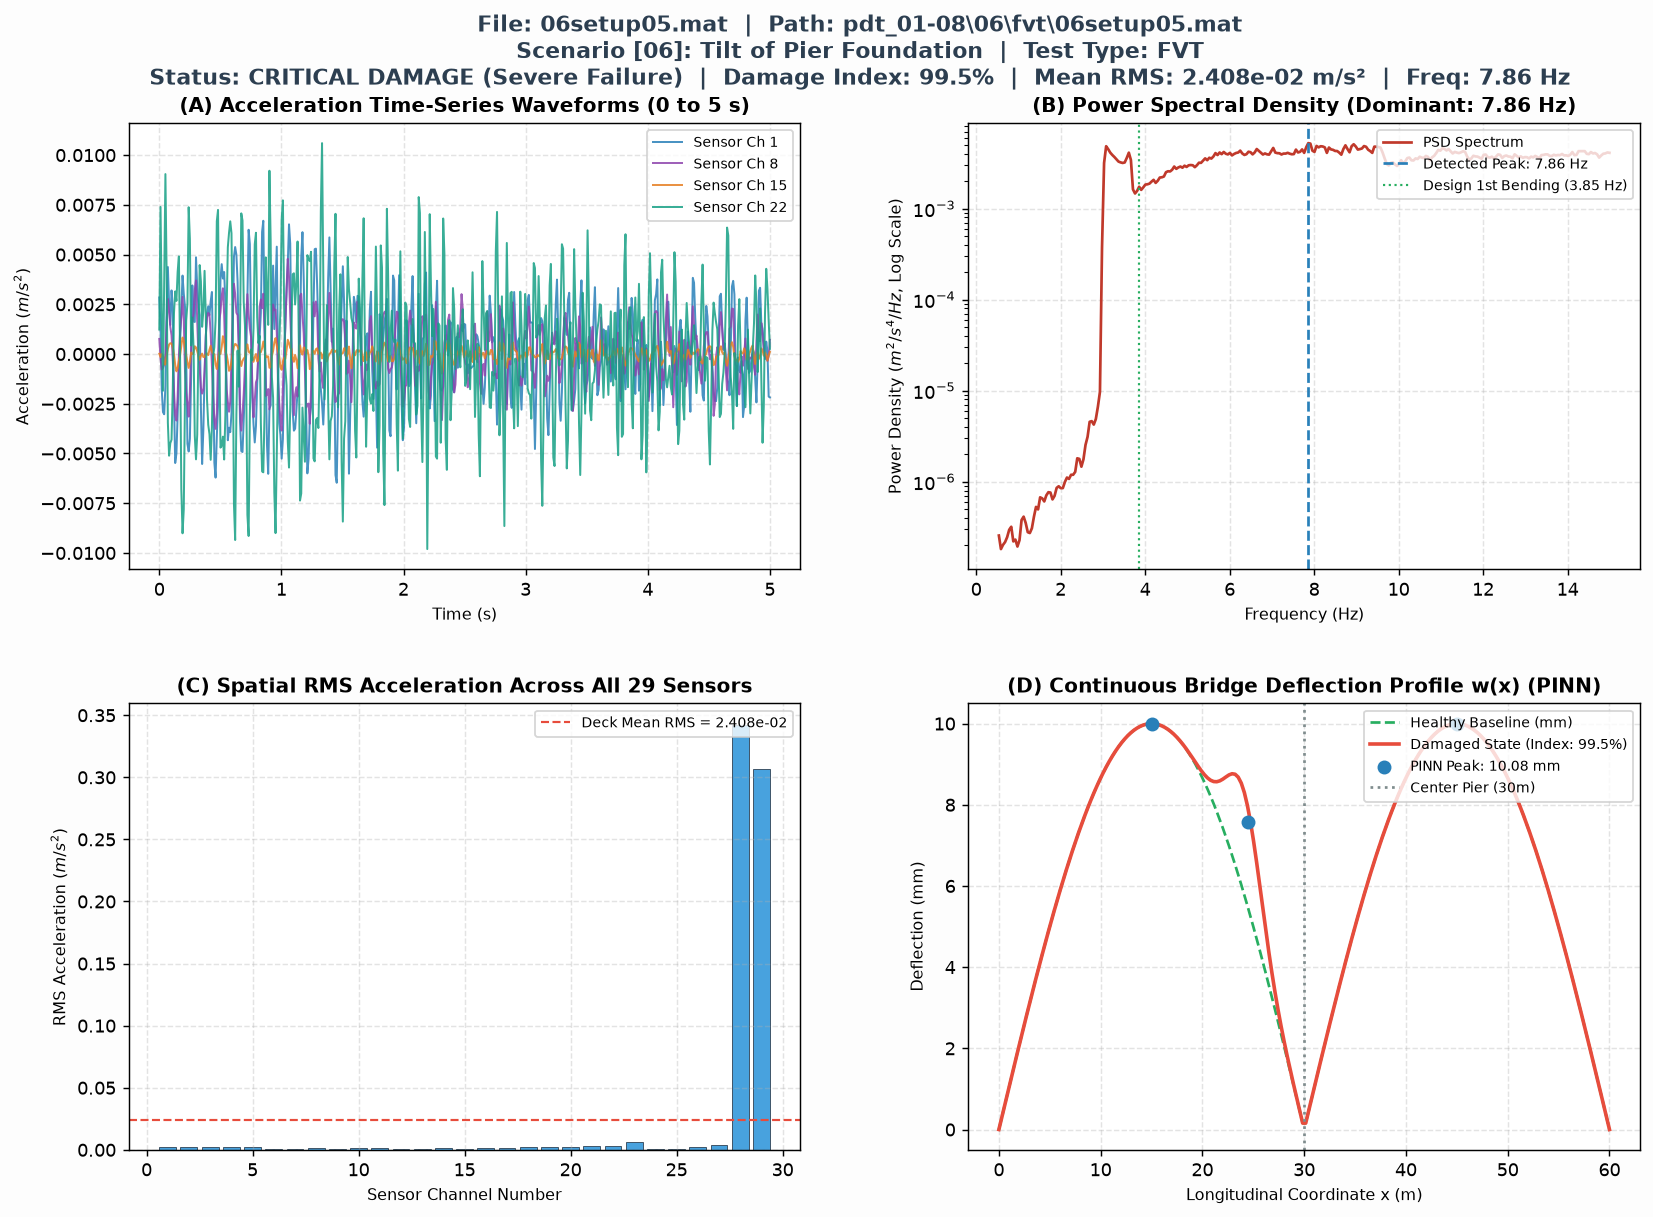 File: 06setup05.mat | Path: pdt_01-08\06\fvt\06setup05.mat
Scenario [06]: Tilt of Pier Foundation | Test Type: FVT
Status: CRITICAL DAMAGE (Severe Failure) | Damage Index: 99.5% | Mean RMS: 2.408e-02 m/s² | Freq: 7.86 Hz
(A) Acceleration Time-Series Waveforms (0 to 5 s)
Sensor Ch 1
Sensor Ch 8
Sensor Ch 15
Sensor Ch 22
Acceleration (m/s²)
0.0100
0.0075
0.0050
0.0025
0.0000
−0.0025
−0.0050
−0.0075
−0.0100
0 1 2 3 4 5
Time (s)
(B) Power Spectral Density (Dominant: 7.86 Hz)
PSD Spectrum
Detected Peak: 7.86 Hz
Design 1st Bending (3.85 Hz)
Power Density (m²/s⁴/Hz, Log Scale)
10⁻³
10⁻⁴
10⁻⁵
10⁻⁶
0 2 4 6 8 10 12 14
Frequency (Hz)
(C) Spatial RMS Acceleration Across All 29 Sensors
Deck Mean RMS = 2.408e-02
RMS Acceleration (m/s²)
0.35
0.30
0.25
0.20
0.15
0.10
0.05
0.00
0 5 10 15 20 25 30
Sensor Channel Number
(D) Continuous Bridge Deflection Profile w(x) (PINN)
Healthy Baseline (mm)
Damaged State (Index: 99.5%)
PINN Peak: 10.08 mm
Center Pier (30m)
Deflection (mm)
10
8
6
4
2
0
0 10 20 30 40 50 60
Longitudinal Coordinate x (m)